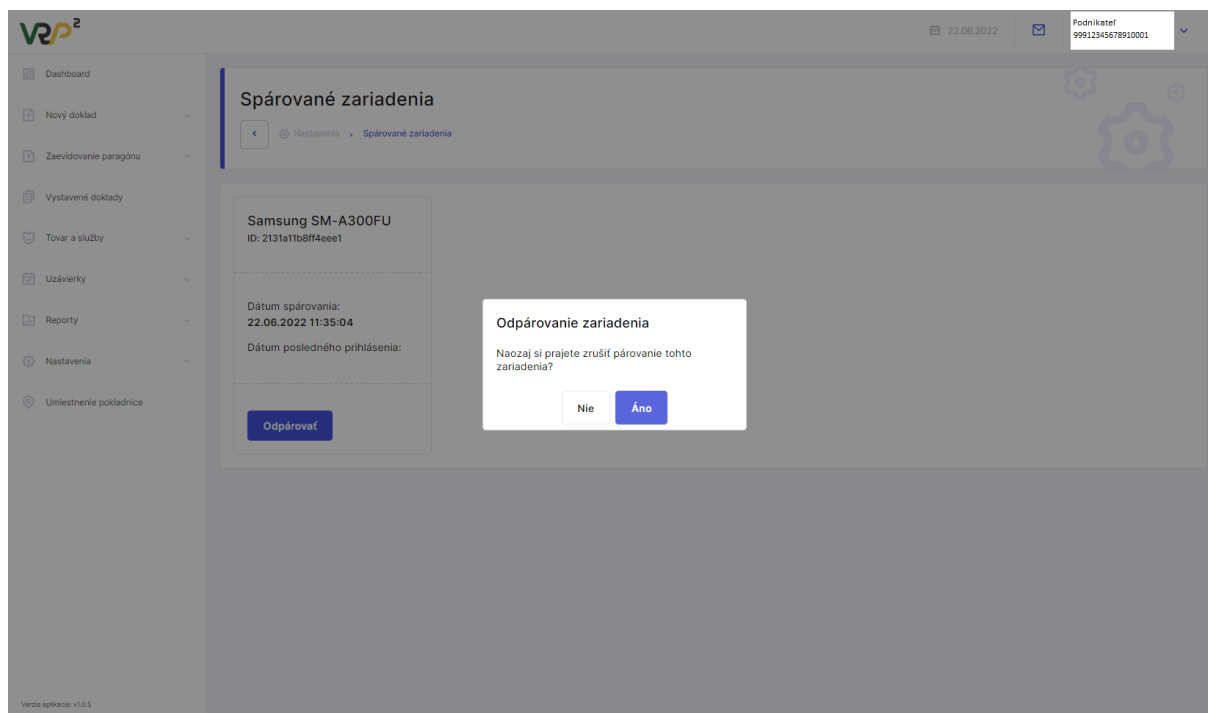 VRP²
22.06.2022
Podnikateľ
99912345678910001
Dashboard
Nový doklad
Zaevidovanie paragónu
Vystavené doklady
Tovar a služby
Uzávierky
Reporty
Nastavenia
Umiestnenie pokladnice
Verzia aplikácie: v1.0.5
Spárované zariadenia
Nastavenia › Spárované zariadenia
Samsung SM-A300FU
ID: 2131a11b8ff4eee1
Dátum spárovania:
22.06.2022 11:35:04
Dátum posledného prihlásenia:
Odpárovať
Odpárovanie zariadenia
Naozaj si prajete zrušiť párovanie tohto
zariadenia?
Nie
Áno